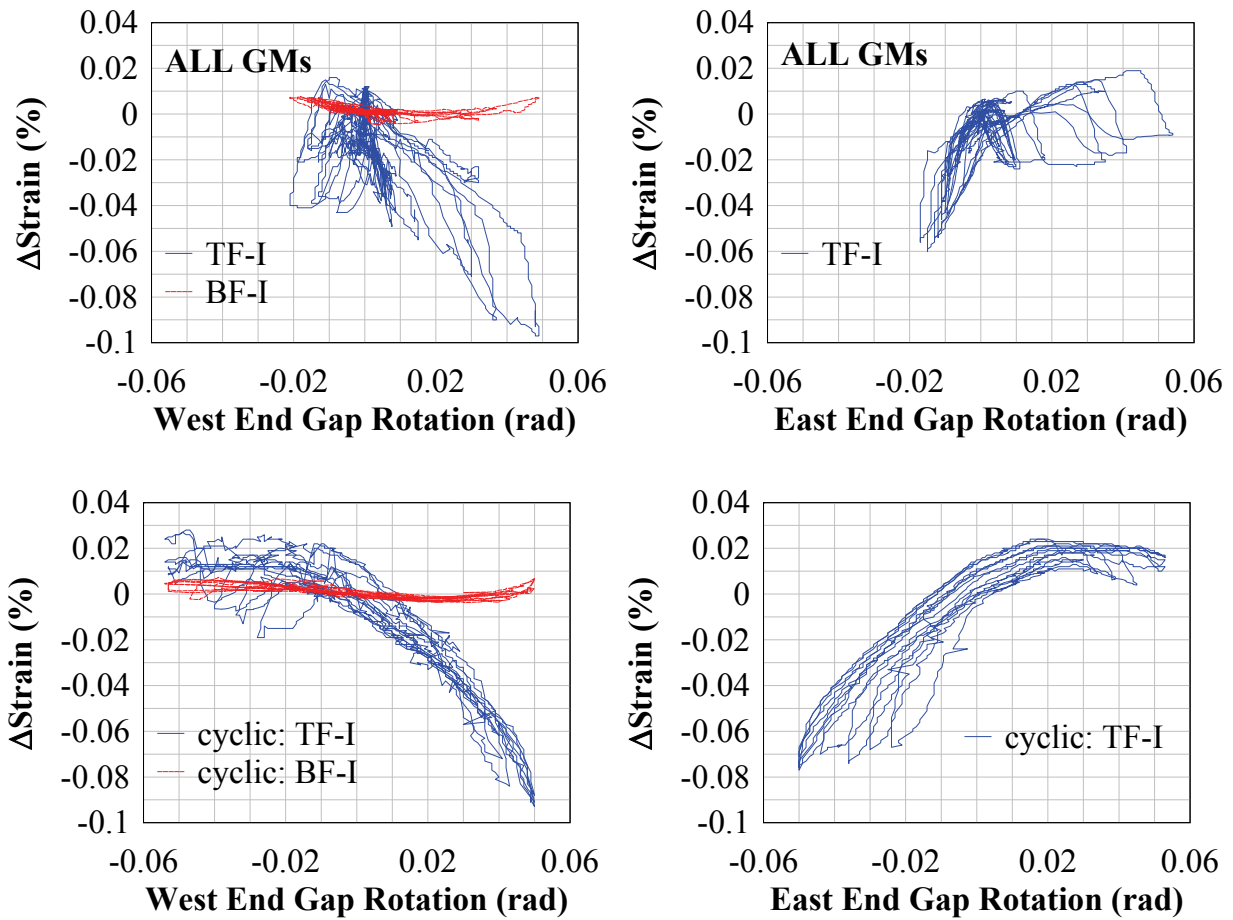 0.04
0.02
0
-0.02
-0.04
-0.06
-0.08
-0.1
ΔStrain (%)
ALL GMs
TF-I
BF-I
-0.06 -0.02 0.02 0.06
West End Gap Rotation (rad)
0.04
0.02
0
-0.02
-0.04
-0.06
-0.08
-0.1
ΔStrain (%)
ALL GMs
TF-I
-0.06 -0.02 0.02 0.06
East End Gap Rotation (rad)
0.04
0.02
0
-0.02
-0.04
-0.06
-0.08
-0.1
ΔStrain (%)
cyclic: TF-I
cyclic: BF-I
-0.06 -0.02 0.02 0.06
West End Gap Rotation (rad)
0.04
0.02
0
-0.02
-0.04
-0.06
-0.08
-0.1
ΔStrain (%)
cyclic: TF-I
-0.06 -0.02 0.02 0.06
East End Gap Rotation (rad)